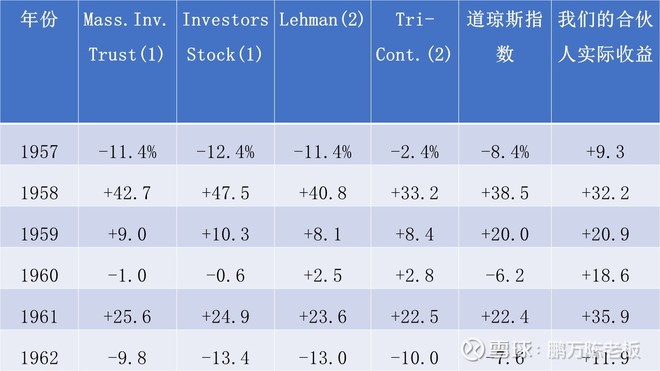 年份 Mass.Inv. Trust(1) Investors Stock(1) Lehman(2) Tri-Cont.(2) 道琼斯指数 我们的合伙人实际收益
1957 -11.4% -12.4% -11.4% -2.4% -8.4% +9.3
1958 +42.7 +47.5 +40.8 +33.2 +38.5 +32.2
1959 +9.0 +10.3 +8.1 +8.4 +20.0 +20.9
1960 -1.0 -0.6 +2.5 +2.8 -6.2 +18.6
1961 +25.6 +24.9 +23.6 +22.5 +22.4 +35.9
1962 -9.8 -13.4 -13.0 -10.0 -7.6 +11.9
雪球:鹏万陈老板